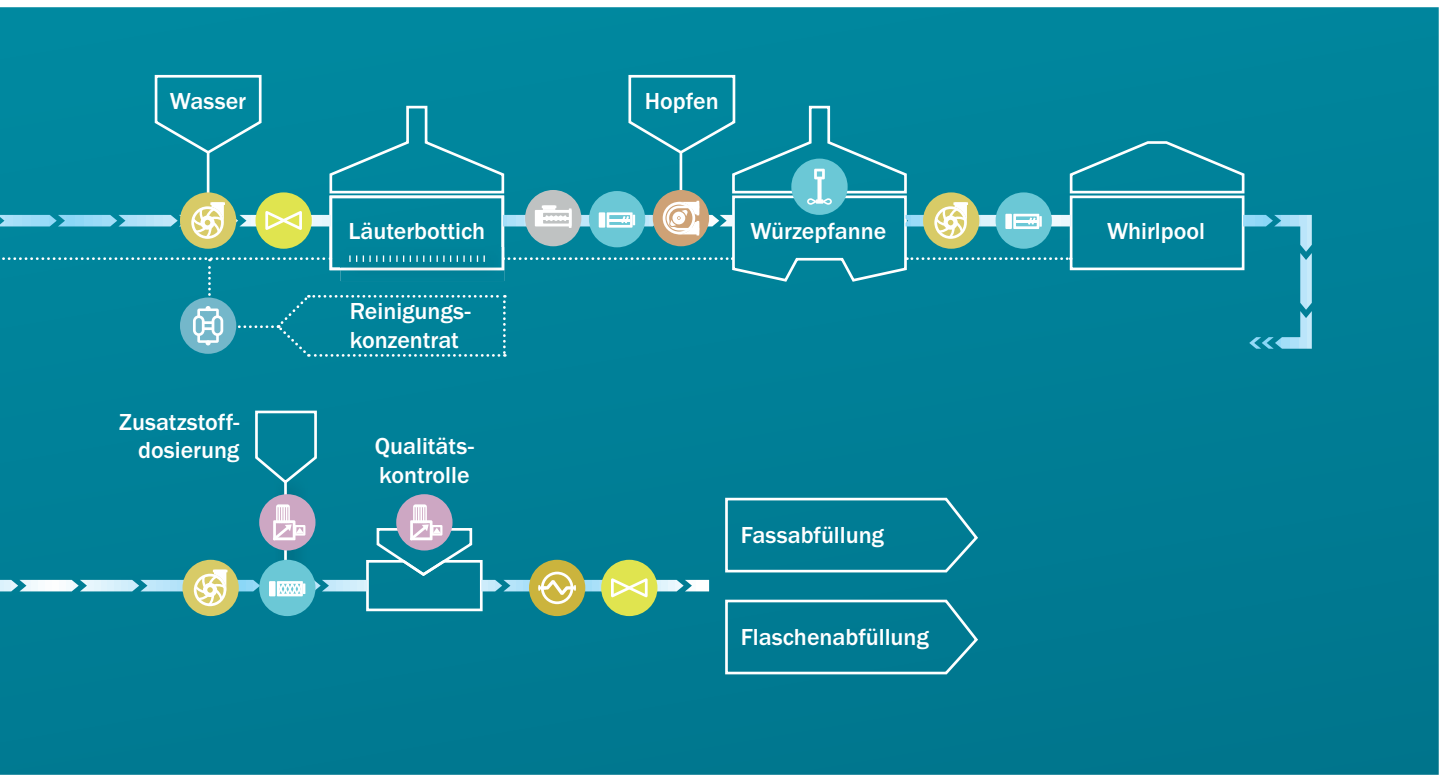 Wasser
Hopfen
Läuterbottich
Würzepfanne
Whirlpool
Reinigungs-
konzentrat
Zusatzstoff-
dosierung
Qualitäts-
kontrolle
Fassabfüllung
Flaschenabfüllung